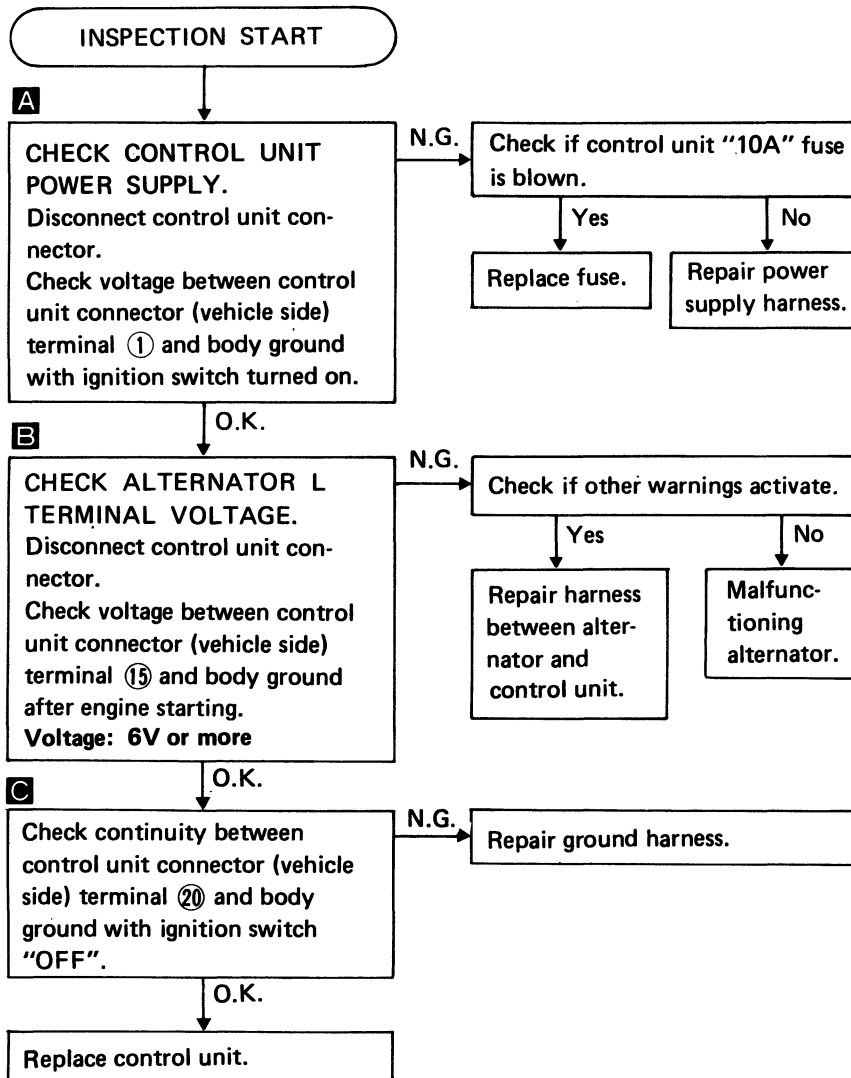 INSPECTION START
A
CHECK CONTROL UNIT
POWER SUPPLY.
Disconnect control unit con-
nector.
Check voltage between control
unit connector (vehicle side)
terminal ① and body ground
with ignition switch turned on.
N.G.
Check if control unit "10A" fuse
is blown.
Yes
No
Replace fuse.
Repair power
supply harness.
O.K.
B
CHECK ALTERNATOR L
TERMINAL VOLTAGE.
Disconnect control unit con-
nector.
Check voltage between control
unit connector (vehicle side)
terminal ⑮ and body ground
after engine starting.
Voltage: 6V or more
N.G.
Check if other warnings activate.
Yes
No
Repair harness
between alter-
nator and
control unit.
Malfunc-
tioning
alternator.
O.K.
C
Check continuity between
control unit connector (vehicle
side) terminal ⑳ and body
ground with ignition switch
"OFF".
N.G.
Repair ground harness.
O.K.
Replace control unit.